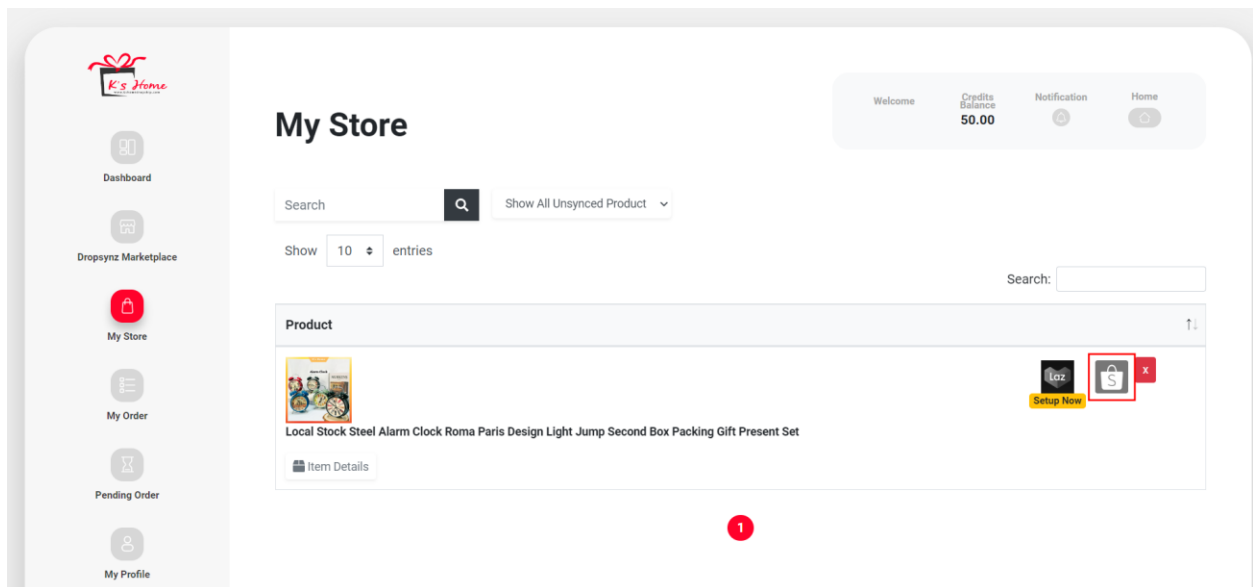 K's Home
Welcome
Credits
Balance
50.00
Notification
Home
My Store
Dashboard
Search
Show All Unsynced Product
Show 10 entries
Dropsynz Marketplace
Search:
Product
My Store
Laz
S
x
Setup Now
My Order
Local Stock Steel Alarm Clock Roma Paris Design Light Jump Second Box Packing Gift Present Set
Item Details
Pending Order
1
My Profile